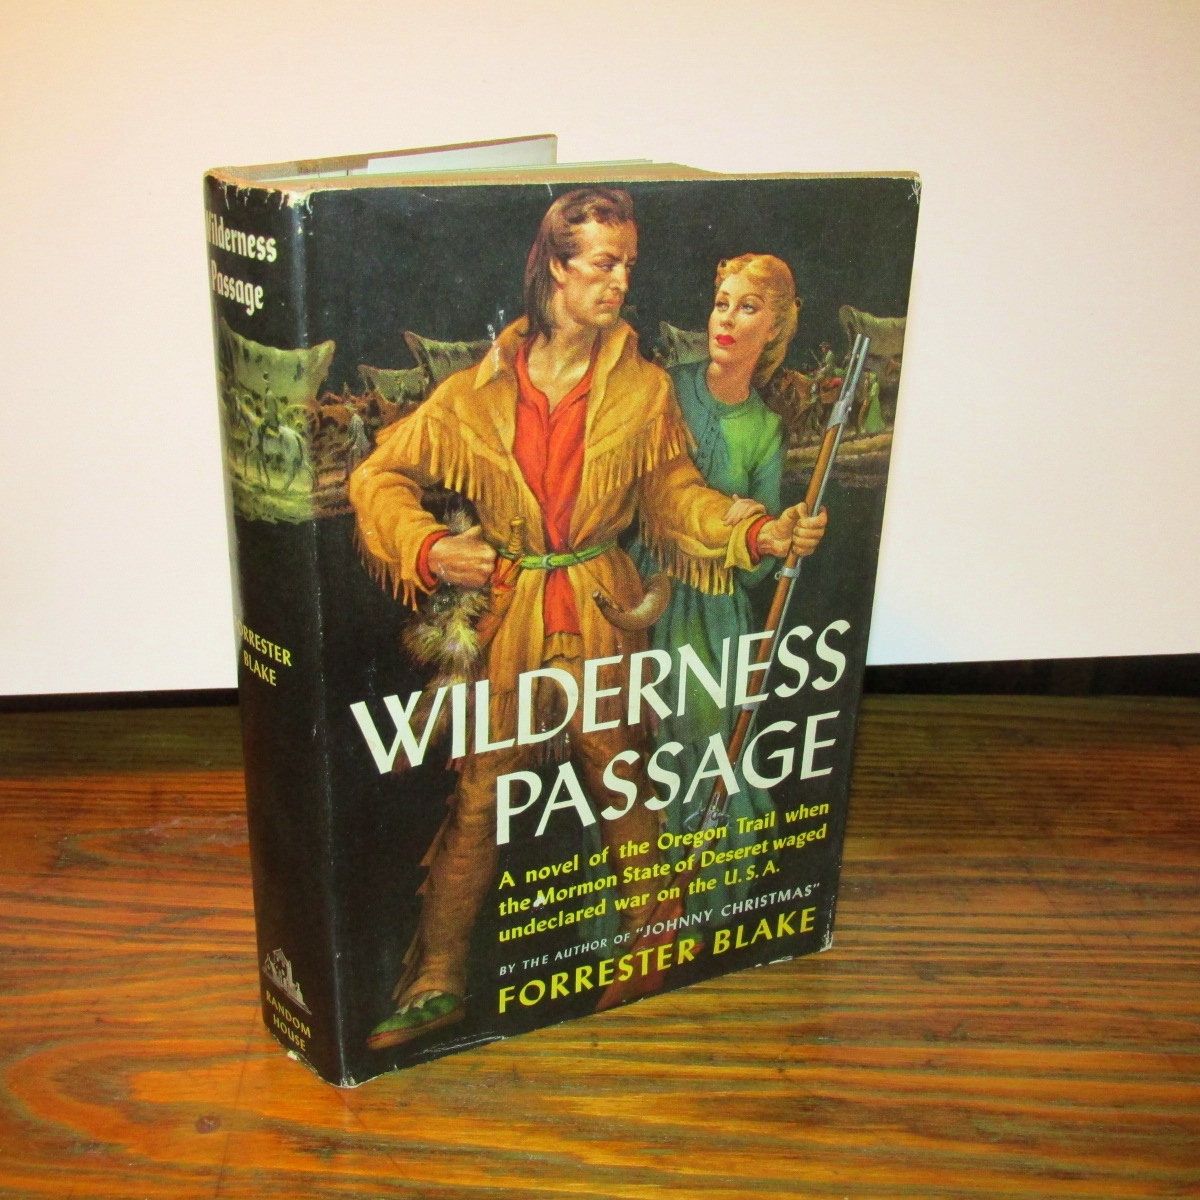 Wilderness
Passage
FORRESTER
BLAKE
RANDOM
HOUSE
WILDERNESS
PASSAGE
A novel of the Oregon Trail when
the Mormon State of Deseret waged
undeclared war on the U.S.A.
BY THE AUTHOR OF "JOHNNY CHRISTMAS"
FORRESTER BLAKE